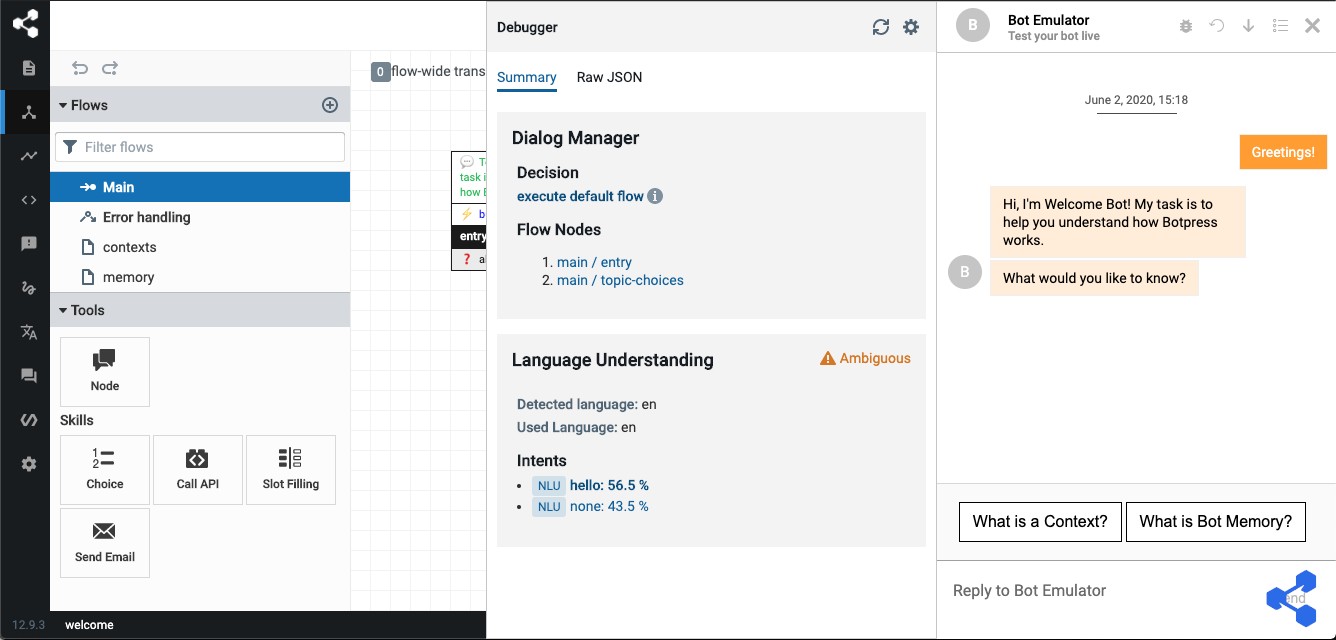 Flows
Filter flows
Main
Error handling
contexts
memory
Tools
Node
Skills
Choice
Call API
Slot Filling
Send Email
12.9.3
welcome
0 flow-wide trans
task i
entry
Debugger
Summary
Raw JSON
Dialog Manager
Decision
execute default flow
Flow Nodes
1. main / entry
2. main / topic-choices
Language Understanding
Ambiguous
Detected language: en
Used Language: en
Intents
NLU hello: 56.5 %
NLU none: 43.5 %
B
Bot Emulator
Test your bot live
June 2, 2020, 15:18
Greetings!
Hi, I'm Welcome Bot! My task is to
help you understand how Botpress
works.
B
What would you like to know?
What is a Context?
What is Bot Memory?
Reply to Bot Emulator